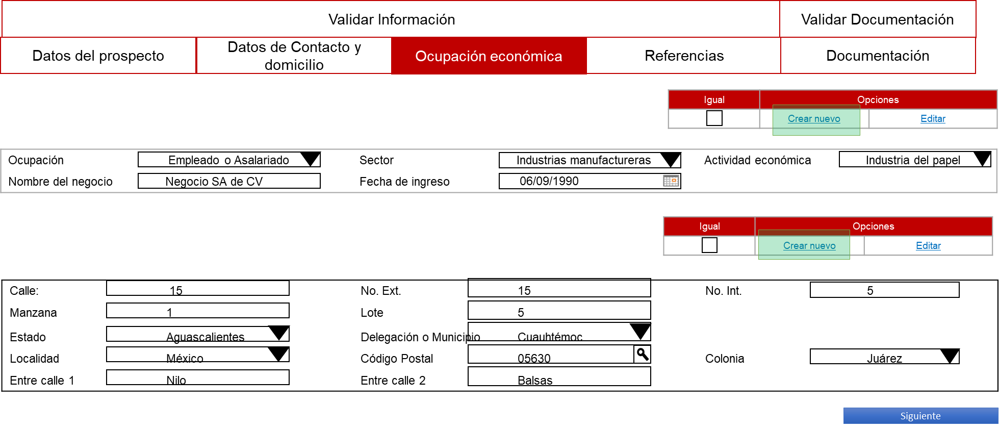 Validar Información Validar Documentación
Datos del prospecto Datos de Contacto y domicilio Ocupación económica Referencias Documentación
Igual Opciones
Crear nuevo Editar
Ocupación Empleado o Asalariado Sector Industrias manufactureras Actividad económica Industria del papel
Nombre del negocio Negocio SA de CV Fecha de ingreso 06/09/1990
Igual Opciones
Crear nuevo Editar
Calle: 15 No. Ext. 15 No. Int. 5
Manzana 1 Lote 5
Estado Aguascalientes Delegación o Municipio Cuauhtémoc
Localidad México Código Postal 05630 Colonia Juárez
Entre calle 1 Nilo Entre calle 2 Balsas
Siguiente